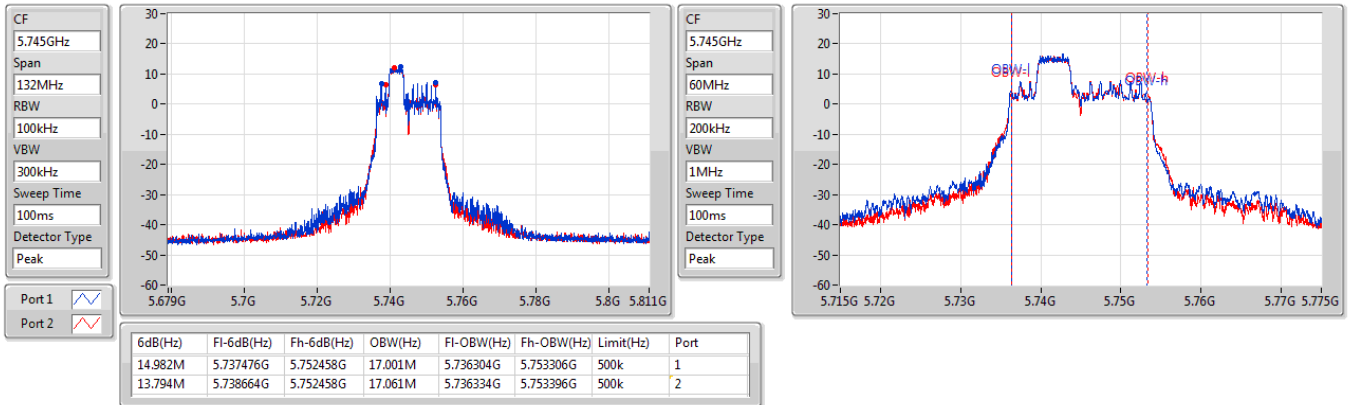 CF
5.745GHz
Span
132MHz
RBW
100kHz
VBW
300kHz
Sweep Time
100ms
Detector Type
Peak
Port 1
Port 2
30
20
10
0
-10
-20
-30
-40
-50
-60
5.679G 5.7G 5.72G 5.74G 5.76G 5.78G 5.8G 5.811G
CF
5.745GHz
Span
60MHz
RBW
200kHz
VBW
1MHz
Sweep Time
100ms
Detector Type
Peak
30
20
10
0
-10
-20
-30
-40
-50
-60
OBW-l
OBW-h
5.715G 5.72G 5.73G 5.74G 5.75G 5.76G 5.77G 5.775G
6dB(Hz) Fl-6dB(Hz) Fh-6dB(Hz) OBW(Hz) Fl-OBW(Hz) Fh-OBW(Hz) Limit(Hz) Port
14.982M 5.737476G 5.752458G 17.001M 5.736304G 5.753306G 500k 1
13.794M 5.738664G 5.752458G 17.061M 5.736334G 5.753396G 500k 2